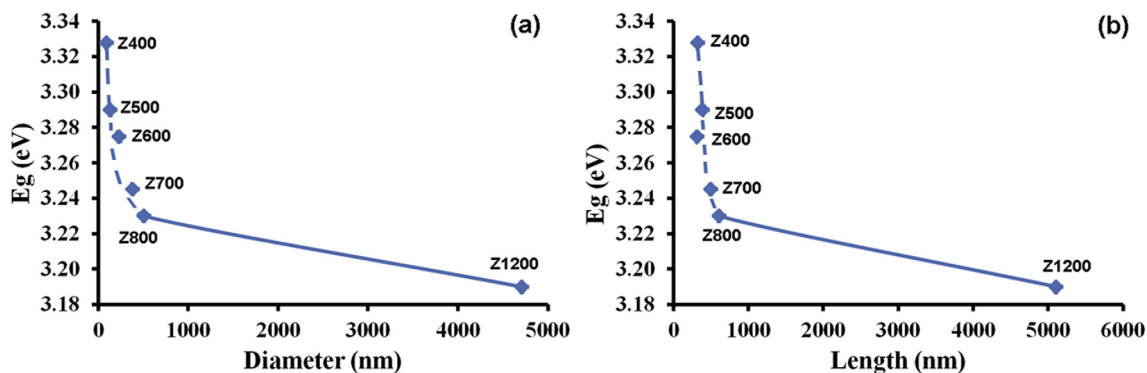 (a)
3.34
3.32
3.30
3.28
3.26
3.24
3.22
3.20
3.18
Eg (eV)
Z400
Z500
Z600
Z700
Z800
Z1200
0 1000 2000 3000 4000 5000
Diameter (nm)
(b)
3.34
3.32
3.30
3.28
3.26
3.24
3.22
3.20
3.18
Eg (eV)
Z400
Z500
Z600
Z700
Z800
Z1200
0 1000 2000 3000 4000 5000 6000
Length (nm)